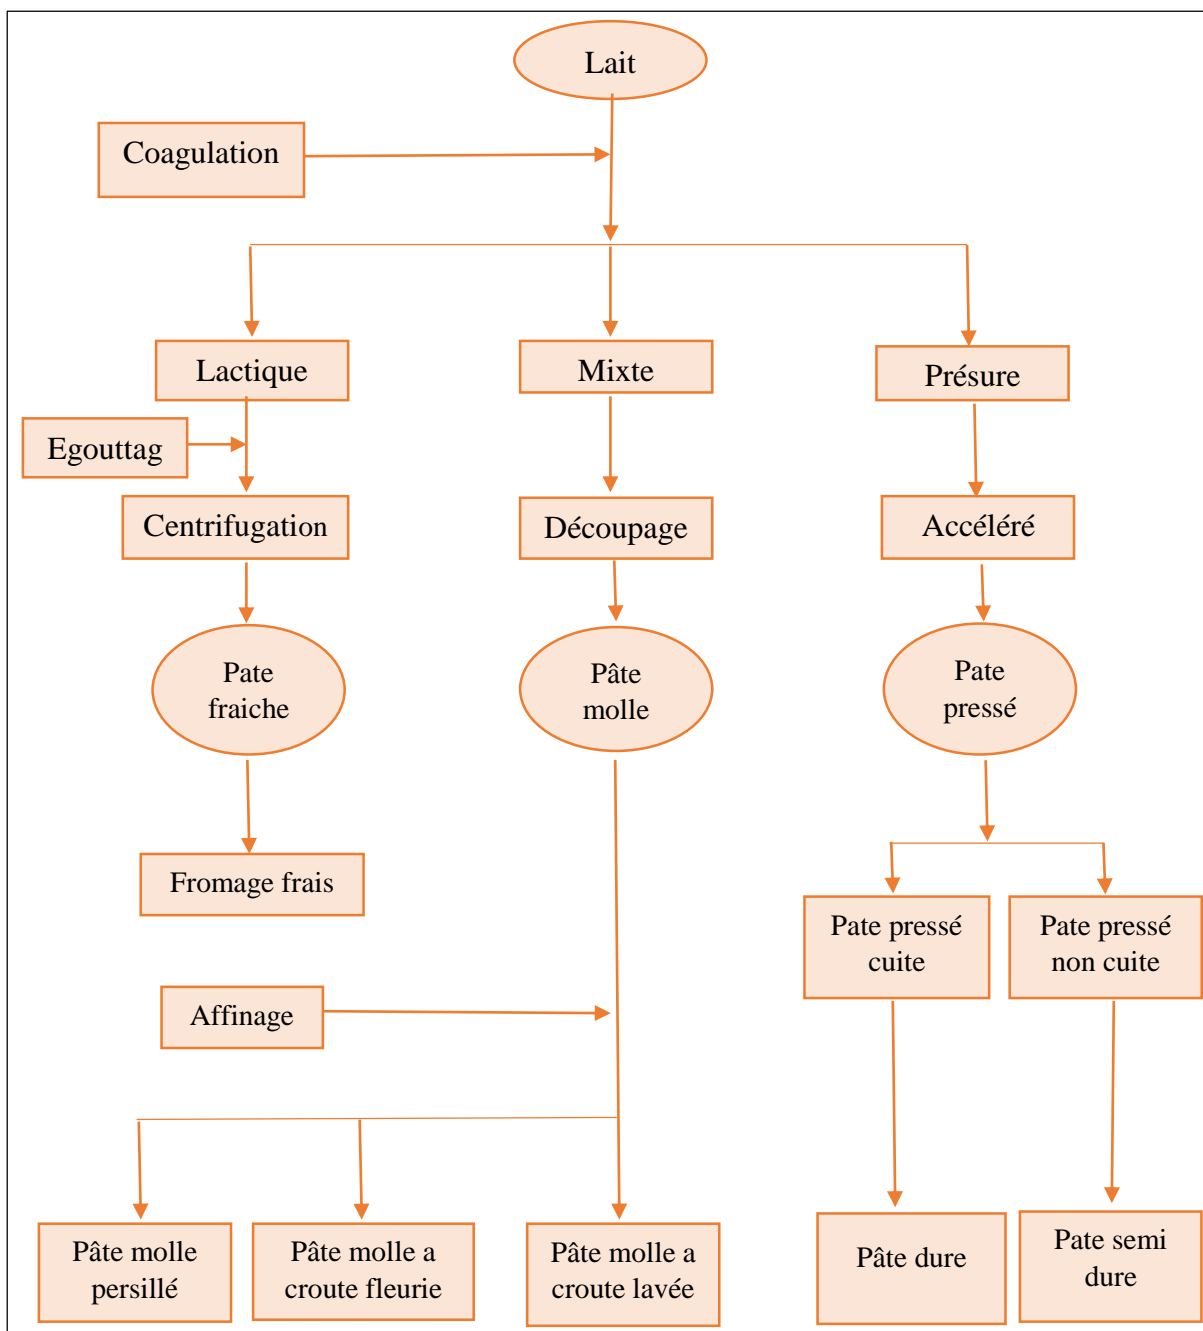 Lait
Coagulation
Lactique
Mixte
Présure
Egouttag
Centrifugation
Découpage
Accéléré
Pate
fraiche
Pâte
molle
Pate
pressé
Fromage frais
Pate pressé
cuite
Pate pressé
non cuite
Affinage
Pâte molle
persillé
Pâte molle a
croute fleurie
Pâte molle a
croute lavée
Pâte dure
Pate semi
dure